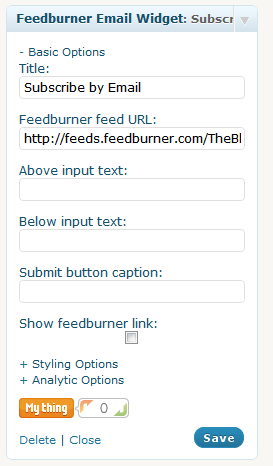 Feedburner Email Widget: Subscr
- Basic Options
Title:
Subscribe by Email
Feedburner feed URL:
http://feeds.feedburner.com/TheBl
Above input text:
Below input text:
Submit button caption:
Show feedburner link:
+ Styling Options
+ Analytic Options
My thing 0
Delete | Close Save